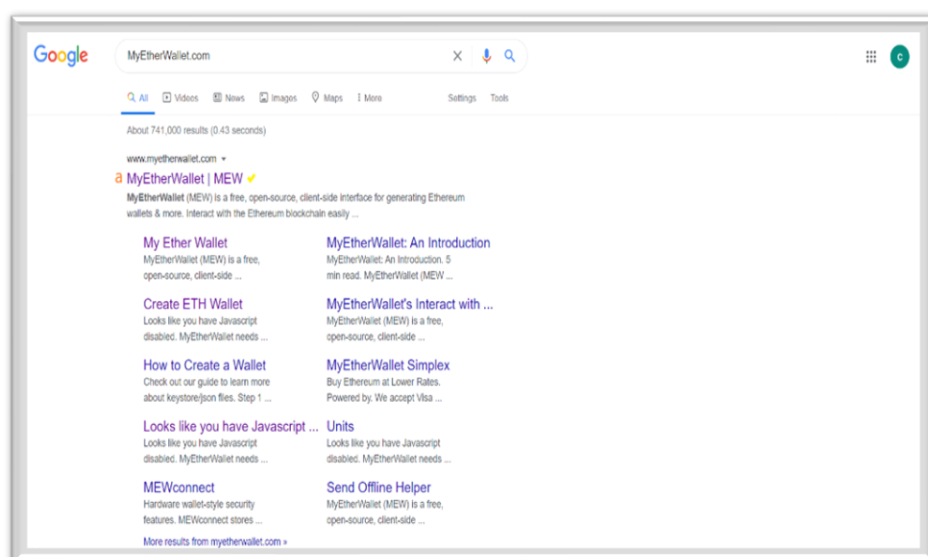 Google
MyEtherWallet.com
C
All Videos News Images Maps More Settings Tools
About 741,000 results (0.43 seconds)
www.myetherwallet.com
a MyEtherWallet | MEW
MyEtherWallet (MEW) is a free, open-source, client-side interface for generating Ethereum
wallets & more. Interact with the Ethereum blockchain easily ...
My Ether Wallet
MyEtherWallet (MEW) is a free,
open-source, client-side ...
MyEtherWallet: An Introduction
MyEtherWallet: An Introduction. 5
min read. MyEtherWallet (MEW ...
Create ETH Wallet
Looks like you have Javascript
disabled. MyEtherWallet needs ...
MyEtherWallet's Interact with ...
MyEtherWallet (MEW) is a free,
open-source, client-side ...
How to Create a Wallet
Check out our guide to learn more
about keystore/json files. Step 1 ...
MyEtherWallet Simplex
Buy Ethereum at Lower Rates.
Powered by. We accept Visa ...
Looks like you have Javascript ...
Looks like you have Javascript
disabled. MyEtherWallet needs ...
Units
Looks like you have Javascript
disabled. MyEtherWallet needs ...
MEWconnect
Hardware wallet-style security
features. MEWconnect stores ...
Send Offline Helper
MyEtherWallet (MEW) is a free,
open-source, client-side ...
More results from myetherwallet.com »